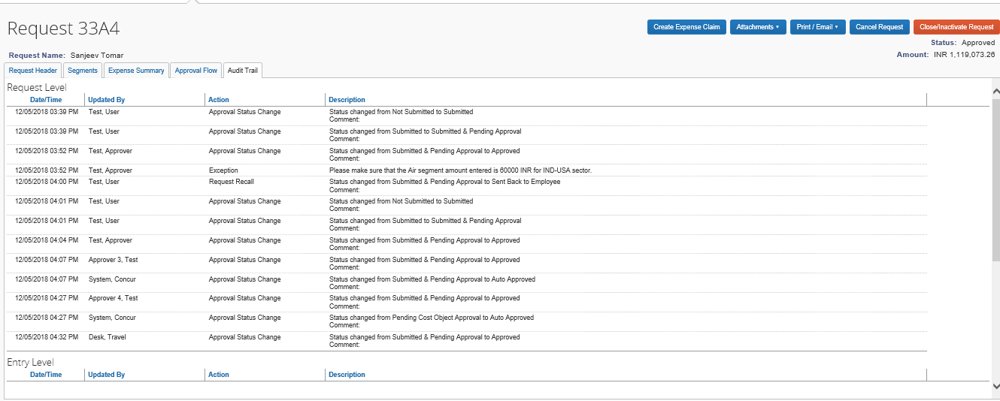 Request 33A4
Create Expense Claim Attachments Print / Email Cancel Request Close/Inactivate Request
Status: Approved
Request Name: Sanjeev Tomar
Amount: INR 1,119,073.26
Request Header Segments Expense Summary Approval Flow Audit Trail
Request Level
Date/Time Updated By Action Description
12/05/2018 03:39 PM Test, User Approval Status Change Status changed from Not Submitted to Submitted
Comment:
12/05/2018 03:39 PM Test, User Approval Status Change Status changed from Submitted to Submitted & Pending Approval
Comment:
12/05/2018 03:52 PM Test, Approver Approval Status Change Status changed from Submitted & Pending Approval to Approved
Comment:
12/05/2018 03:52 PM Test, Approver Exception Please make sure that the Air segment amount entered is 60000 INR for IND-USA sector.
12/05/2018 04:00 PM Test, User Request Recall Status changed from Submitted & Pending Approval to Sent Back to Employee
Comment:
12/05/2018 04:01 PM Test, User Approval Status Change Status changed from Not Submitted to Submitted
Comment:
12/05/2018 04:01 PM Test, User Approval Status Change Status changed from Submitted to Submitted & Pending Approval
Comment:
12/05/2018 04:04 PM Test, Approver Approval Status Change Status changed from Submitted & Pending Approval to Approved
Comment:
12/05/2018 04:07 PM Approver 3, Test Approval Status Change Status changed from Submitted & Pending Approval to Approved
Comment:
12/05/2018 04:07 PM System, Concur Approval Status Change Status changed from Submitted & Pending Approval to Auto Approved
Comment:
12/05/2018 04:27 PM Approver 4, Test Approval Status Change Status changed from Submitted & Pending Approval to Approved
Comment:
12/05/2018 04:27 PM System, Concur Approval Status Change Status changed from Pending Cost Object Approval to Auto Approved
Comment:
12/05/2018 04:32 PM Desk, Travel Approval Status Change Status changed from Submitted & Pending Approval to Approved
Comment:
Entry Level
Date/Time Updated By Action Description